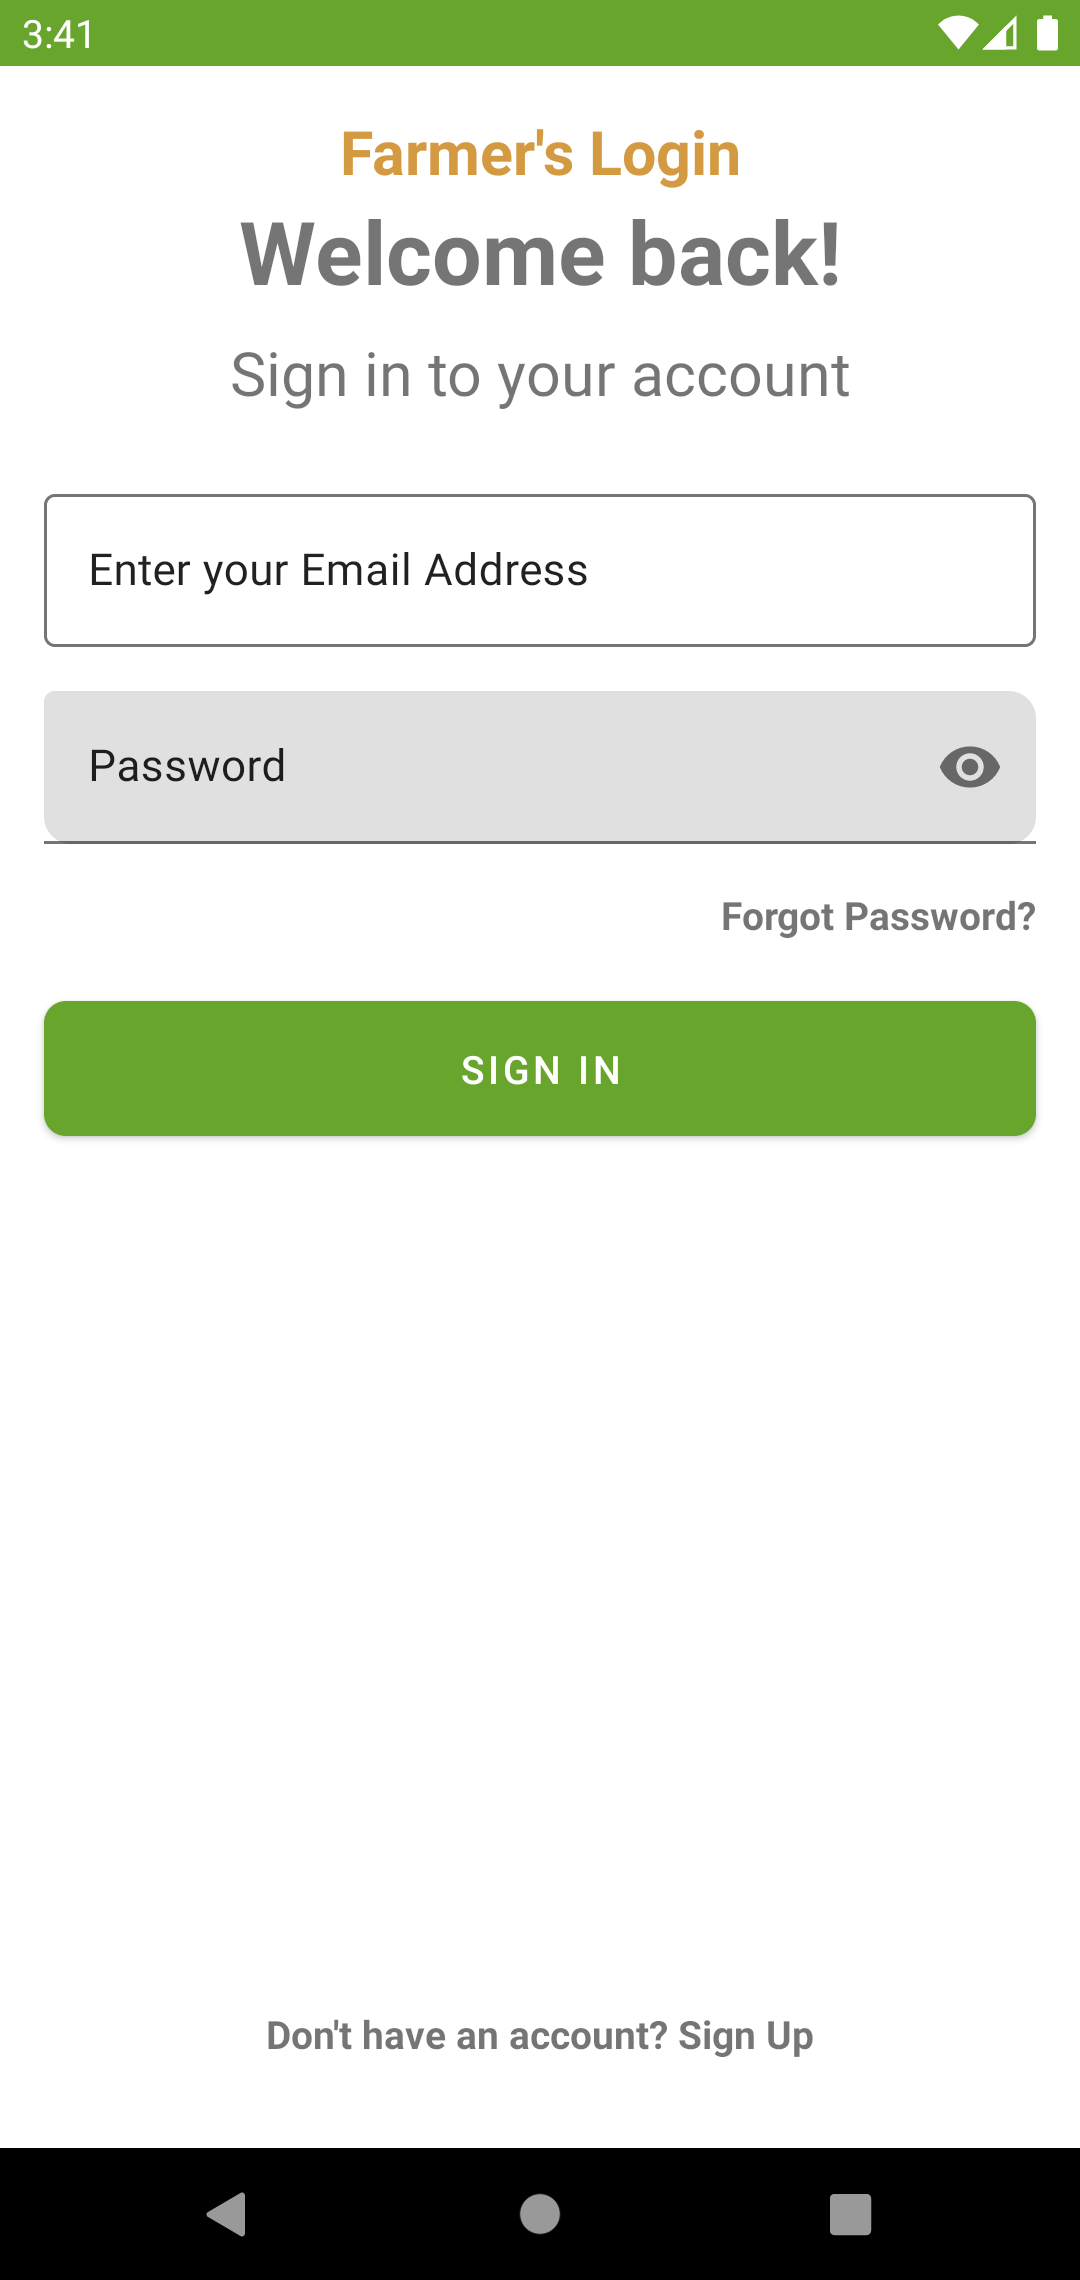 3:41
Farmer's Login
Welcome back!
Sign in to your account
Enter your Email Address
Password
Forgot Password?
SIGN IN
Don't have an account? Sign Up